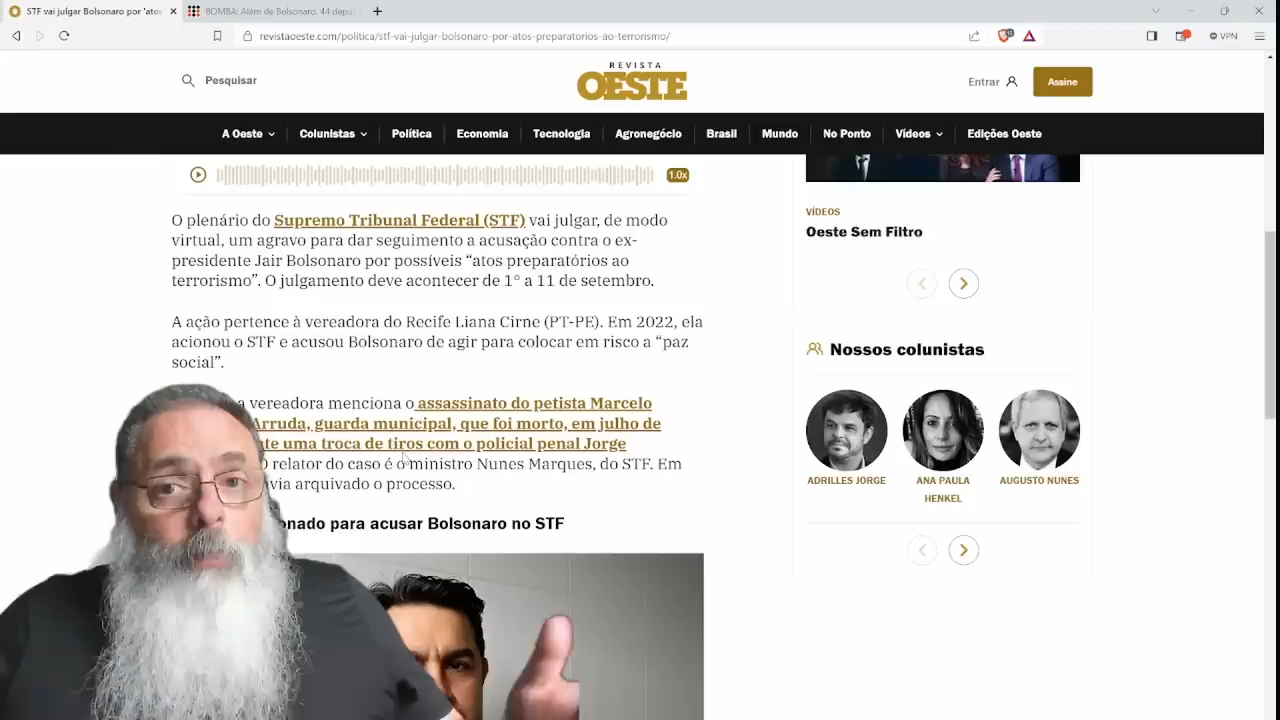 STF vai julgar Bolsonaro por 'atos
BOMBA: Além de Bolsonaro, 44 deput
revistaoeste.com/politica/stf-vai-julgar-bolsonaro-por-atos-preparatorios-ao-terrorismo/
VPN
Pesquisar
REVISTA
OESTE
Entrar
Assine
A Oeste
Colunistas
Política
Economia
Tecnologia
Agronegócio
Brasil
Mundo
No Ponto
Vídeos
Edições Oeste
1.0x
O plenário do Supremo Tribunal Federal (STF) vai julgar, de modo
virtual, um agravo para dar seguimento a acusação contra o ex-
presidente Jair Bolsonaro por possíveis “atos preparatórios ao
terrorismo”. O julgamento deve acontecer de 1° a 11 de setembro.
A ação pertence à vereadora do Recife Liana Cirne (PT-PE). Em 2022, ela
acionou o STF e acusou Bolsonaro de agir para colocar em risco a “paz
social”.
a vereadora menciona o assassinato do petista Marcelo
Arruda, guarda municipal, que foi morto, em julho de
te uma troca de tiros com o policial penal Jorge
relator do caso é o ministro Nunes Marques, do STF. Em
via arquivado o processo.
onado para acusar Bolsonaro no STF
VÍDEOS
Oeste Sem Filtro
Nossos colunistas
ADRILLES JORGE
ANA PAULA
HENKEL
AUGUSTO NUNES